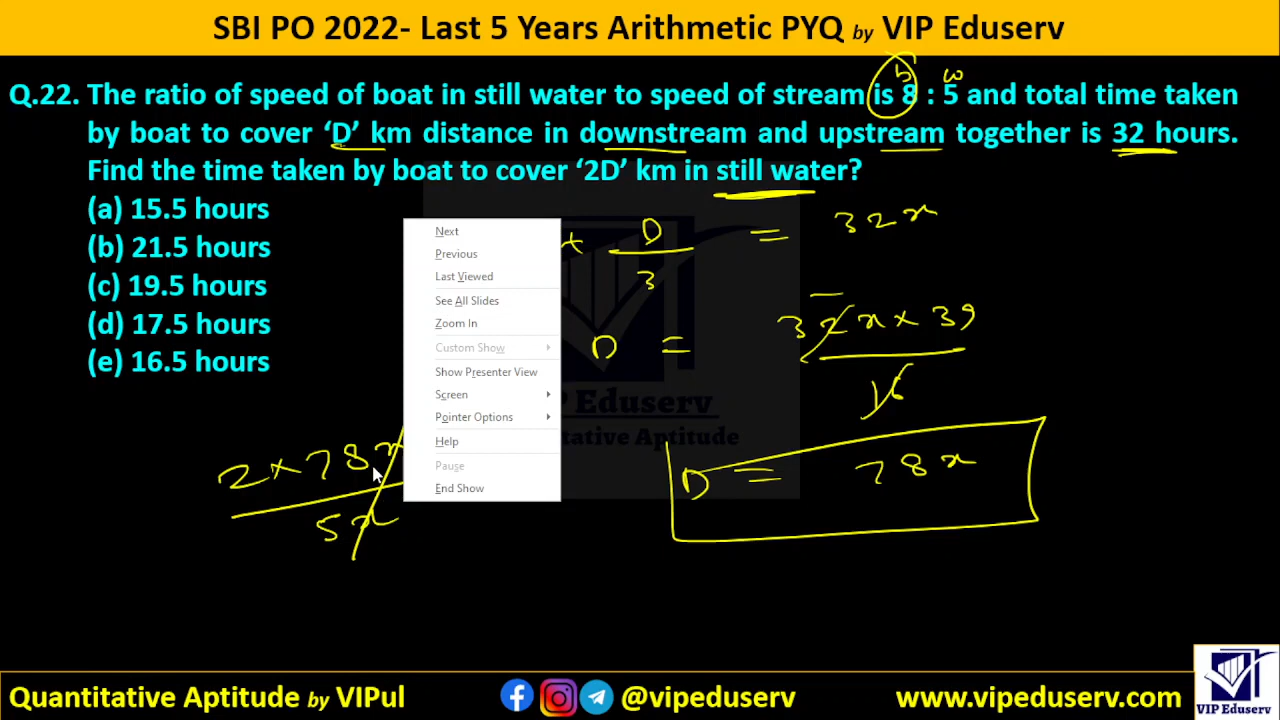 SBI PO 2022- Last 5 Years Arithmetic PYQ by VIP Eduserv
b w
Q.22. The ratio of speed of boat in still water to speed of stream is 8 : 5 and total time taken
by boat to cover ‘D’ km distance in downstream and upstream together is 32 hours.
Find the time taken by boat to cover ‘2D’ km in still water?
(a) 15.5 hours
(b) 21.5 hours
(c) 19.5 hours
(d) 17.5 hours
(e) 16.5 hours
+ D/3 = 32x
D = 32x × 39
16
D = 78x
2 × 78x
5x
Next
Previous
Last Viewed
See All Slides
Zoom In
Custom Show
Show Presenter View
Screen
Pointer Options
Help
Pause
End Show
VIP Eduserv
Quantitative Aptitude by VIPul
@vipeduserv
www.vipeduserv.com
VIP Eduserv